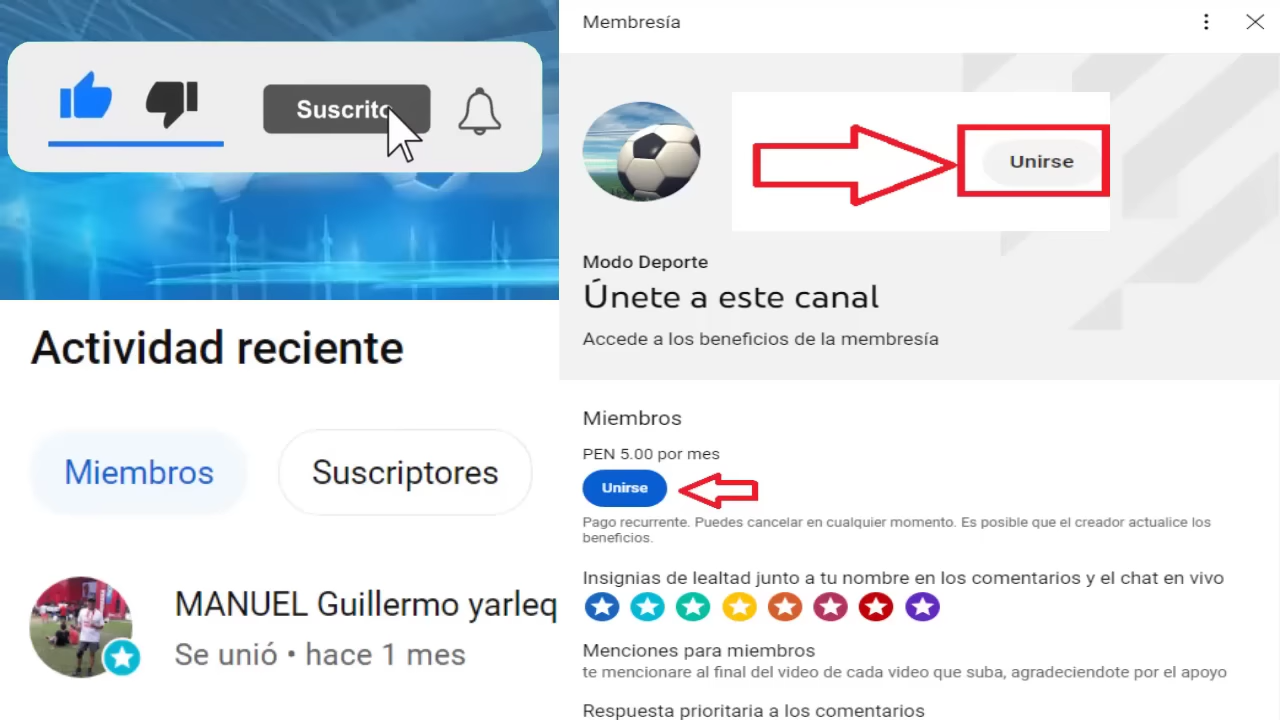 Suscrito
Actividad reciente
Miembros
Suscriptores
MANUEL Guillermo yarleq
Se unió • hace 1 mes
Membresía
Unirse
Modo Deporte
Únete a este canal
Accede a los beneficios de la membresía
Miembros
PEN 5.00 por mes
Unirse
Pago recurrente. Puedes cancelar en cualquier momento. Es posible que el creador actualice los
beneficios.
Insignias de lealtad junto a tu nombre en los comentarios y el chat en vivo
Menciones para miembros
te mencionare al final del video de cada video que suba, agradeciendote por el apoyo
Respuesta prioritaria a los comentarios